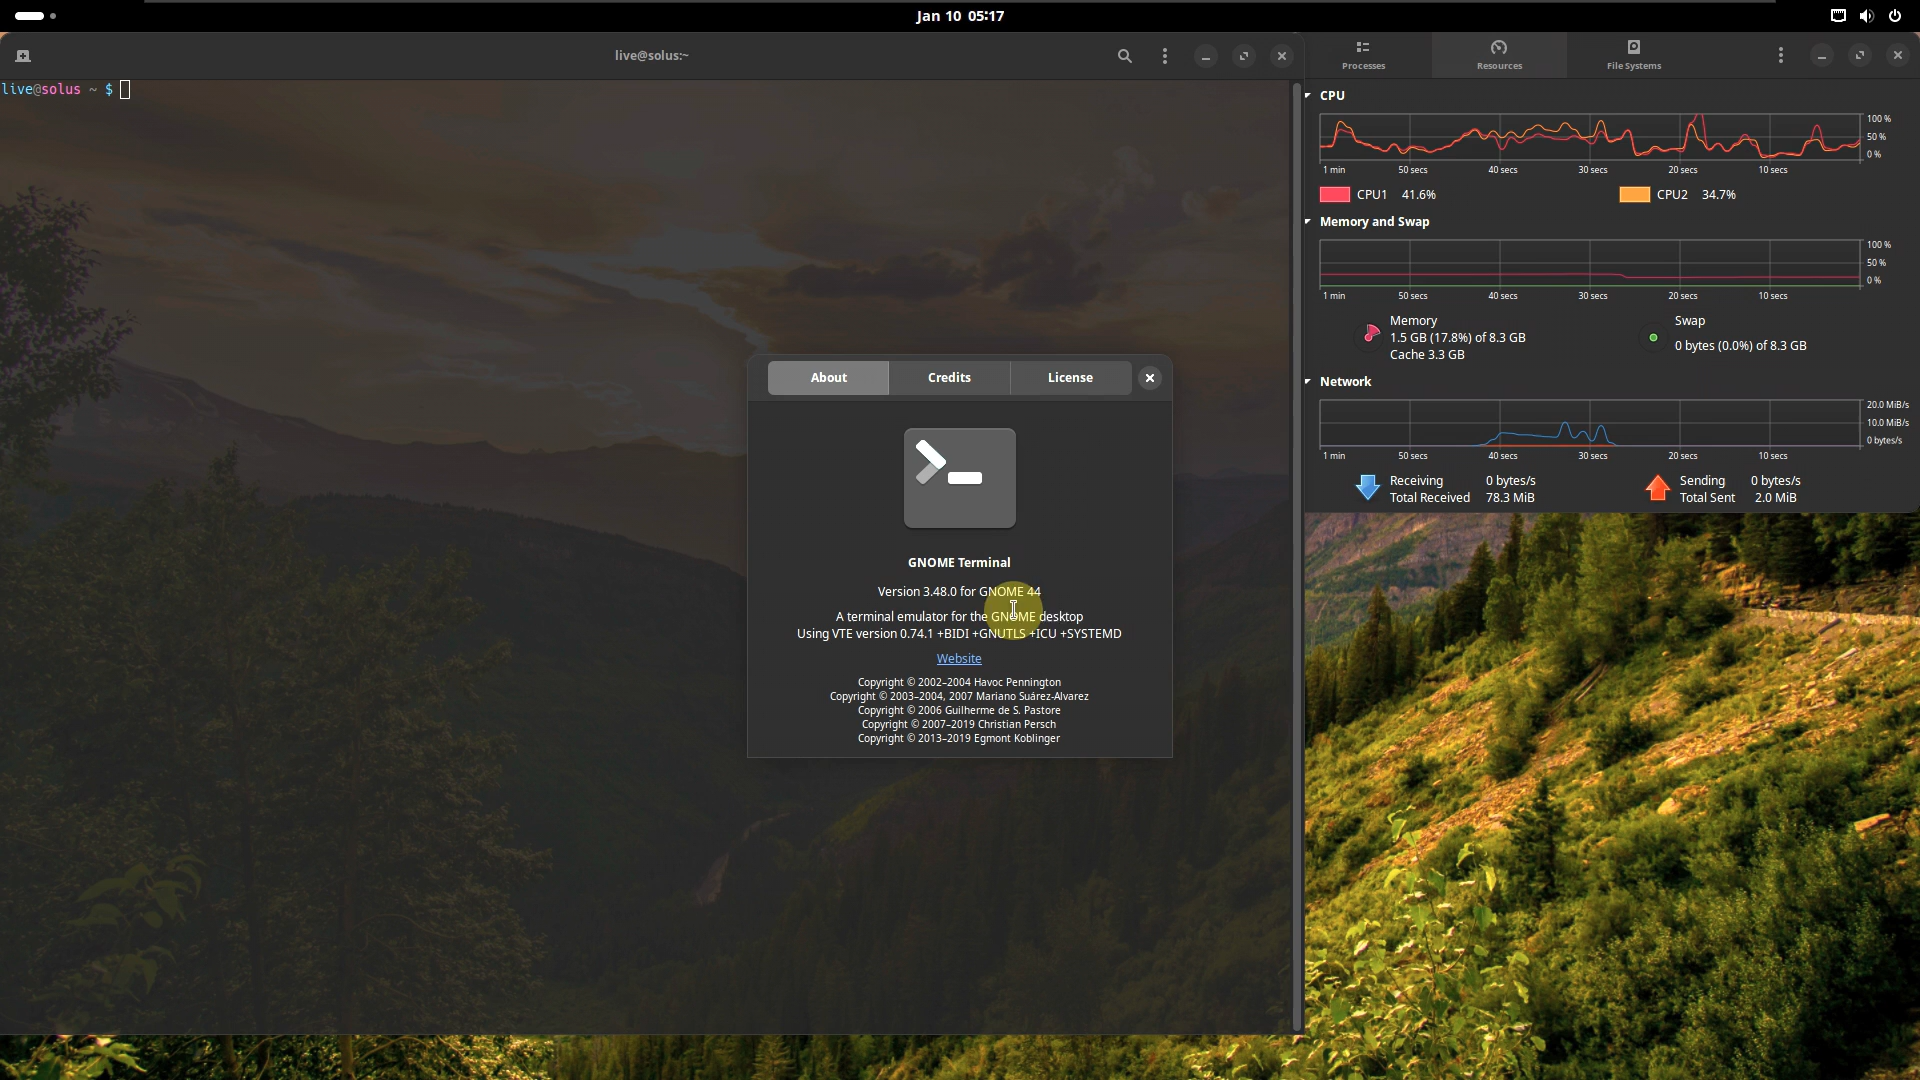 Jan 10 05:17
live@solus:~
live@solus ~ $
About
Credits
License
GNOME Terminal
Version 3.48.0 for GNOME 44
A terminal emulator for the GNOME desktop
Using VTE version 0.74.1 +BIDI +GNUTLS +ICU +SYSTEMD
Website
Copyright © 2002–2004 Havoc Pennington
Copyright © 2003–2004, 2007 Mariano Suárez-Alvarez
Copyright © 2006 Guilherme de S. Pastore
Copyright © 2007–2019 Christian Persch
Copyright © 2013–2019 Egmont Koblinger
Processes
Resources
File Systems
CPU
100 %
50 %
0 %
1 min 50 secs 40 secs 30 secs 20 secs 10 secs
CPU1 41.6% CPU2 34.7%
Memory and Swap
100 %
50 %
0 %
1 min 50 secs 40 secs 30 secs 20 secs 10 secs
Memory
1.5 GB (17.8%) of 8.3 GB
Cache 3.3 GB
Swap
0 bytes (0.0%) of 8.3 GB
Network
20.0 MiB/s
10.0 MiB/s
0 bytes/s
1 min 50 secs 40 secs 30 secs 20 secs 10 secs
Receiving 0 bytes/s
Total Received 78.3 MiB
Sending 0 bytes/s
Total Sent 2.0 MiB